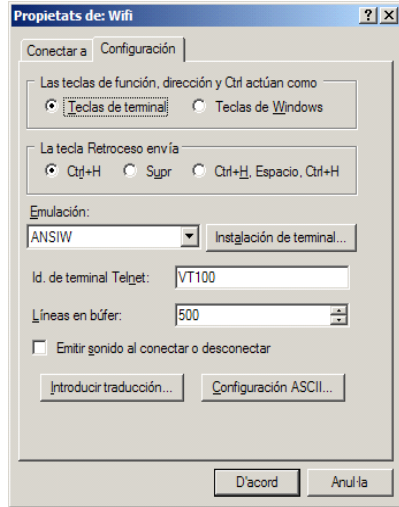 Propietats de: Wifi
Conectar a Configuración
Las teclas de función, dirección y Ctrl actúan como
Teclas de terminal Teclas de Windows
La tecla Retroceso envía
Ctrl+H Supr Ctrl+H, Espacio, Ctrl+H
Emulación:
ANSIW Instalación de terminal...
Id. de terminal Telnet: VT100
Líneas en búfer: 500
Emitir sonido al conectar o desconectar
Introducir traducción... Configuración ASCII...
D'acord Anul·la